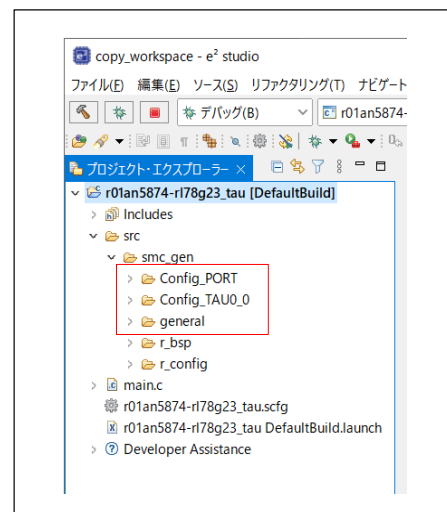 copy_workspace - e² studio
ファイル(F) 編集(E) ソース(S) リファクタリング(T) ナビゲート
デバッグ(B) r01an5874-
プロジェクト・エクスプローラー
r01an5874-rl78g23_tau [DefaultBuild]
Includes
src
smc_gen
Config_PORT
Config_TAU0_0
general
r_bsp
r_config
main.c
r01an5874-rl78g23_tau.scfg
r01an5874-rl78g23_tau DefaultBuild.launch
Developer Assistance